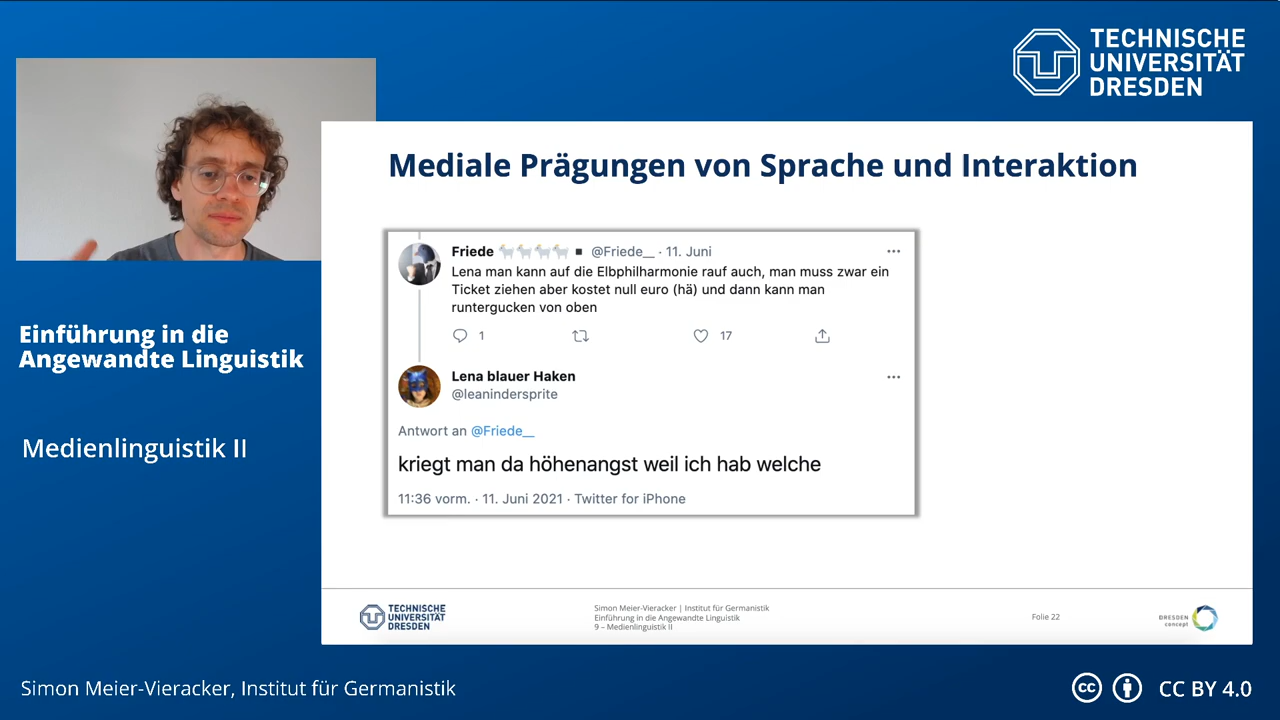 TECHNISCHE
UNIVERSITÄT
DRESDEN
Mediale Prägungen von Sprache und Interaktion
Friede @Friede__ · 11. Juni
Lena man kann auf die Elbphilharmonie rauf auch, man muss zwar ein
Ticket ziehen aber kostet null euro (hä) und dann kann man
runtergucken von oben
1 17
Lena blauer Haken
@leanindersprite
Antwort an @Friede__
kriegt man da höhenangst weil ich hab welche
11:36 vorm. · 11. Juni 2021 · Twitter for iPhone
Einführung in die
Angewandte Linguistik
Medienlinguistik II
TECHNISCHE
UNIVERSITÄT
DRESDEN
Simon Meier-Vieracker | Institut für Germanistik
Einführung in die Angewandte Linguistik
9 – Medienlinguistik II
Folie 22
DRESDEN
concept
Simon Meier-Vieracker, Institut für Germanistik
cc CC BY 4.0